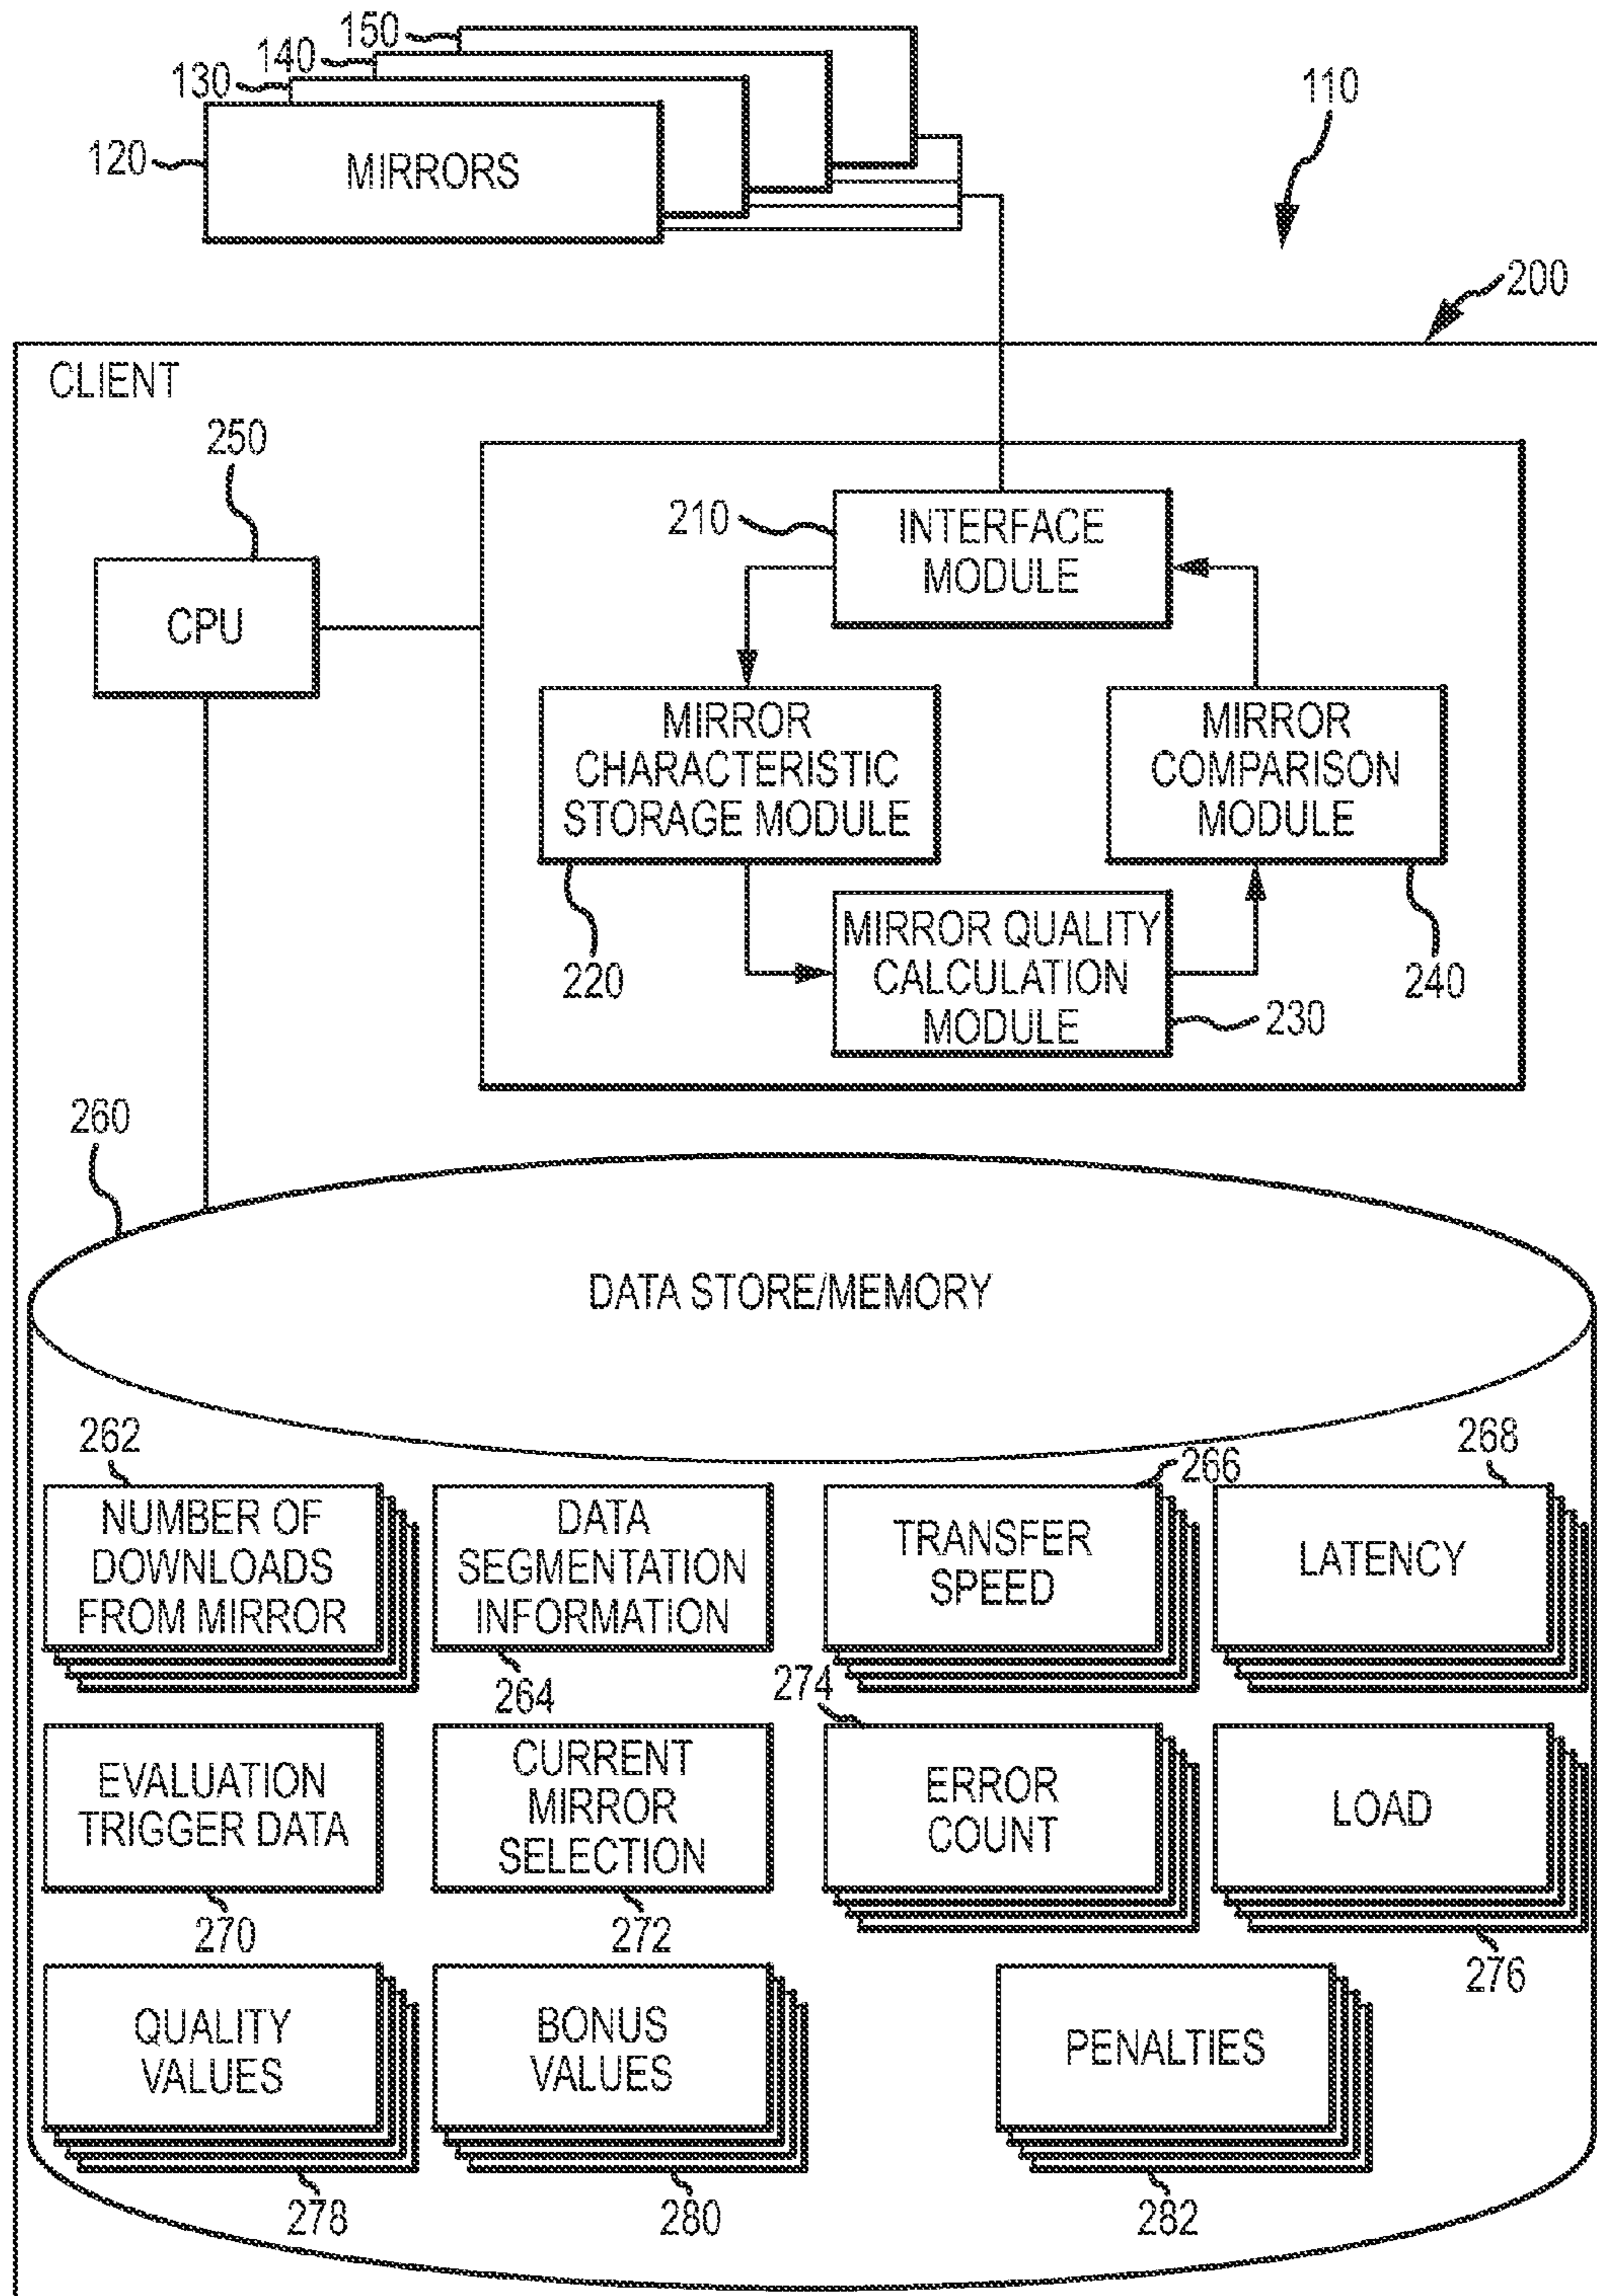 150
140
130
110
120
MIRRORS
200
CLIENT
250
210
INTERFACE
MODULE
CPU
MIRROR
CHARACTERISTIC
STORAGE MODULE
MIRROR
COMPARISON
MODULE
MIRROR QUALITY
CALCULATION
MODULE
220
240
230
260
DATA STORE/MEMORY
262
266
268
NUMBER OF
DOWNLOADS
FROM MIRROR
DATA
SEGMENTATION
INFORMATION
TRANSFER
SPEED
LATENCY
264
274
EVALUATION
TRIGGER DATA
CURRENT
MIRROR
SELECTION
ERROR
COUNT
LOAD
270
272
276
QUALITY
VALUES
BONUS
VALUES
PENALTIES
278
280
282